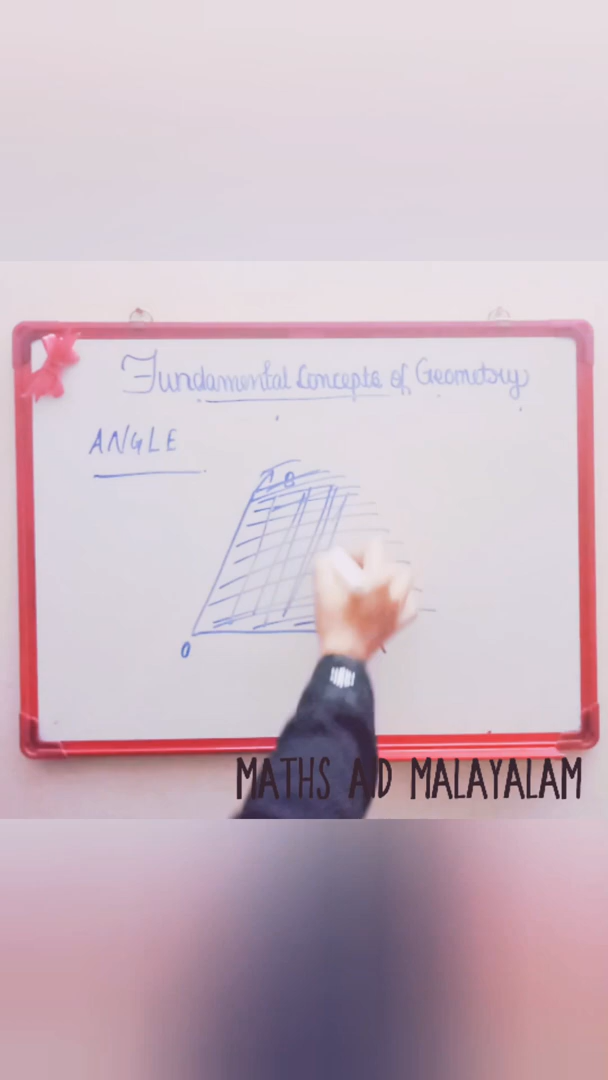 Fundamental Concepts of Geometry
ANGLE
B
O
MATHS AID MALAYALAM